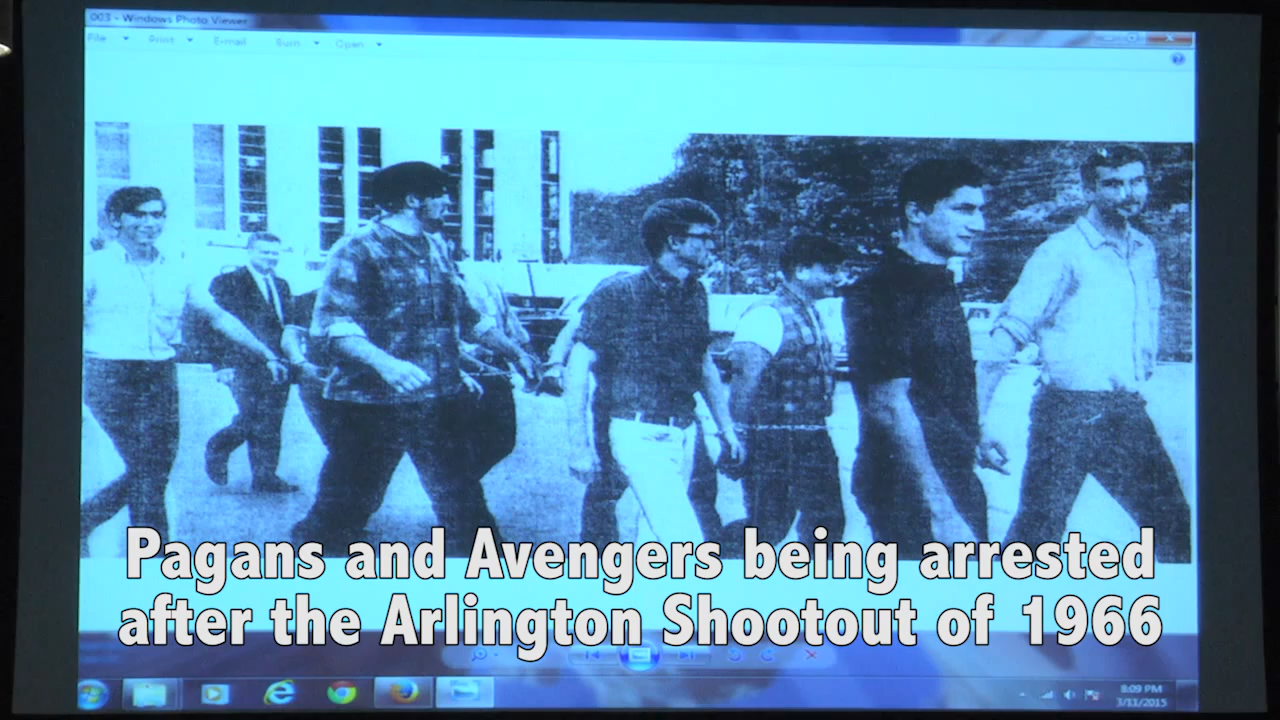 003 - Windows Photo Viewer
File Print E-mail Burn Open
Pagans and Avengers being arrested
after the Arlington Shootout of 1966
8:09 PM
3/11/2015